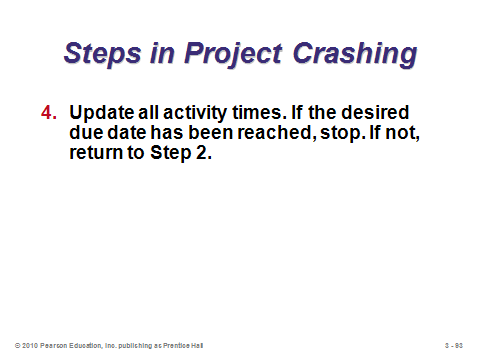 Steps in Project Crashing
4. Update all activity times. If the desired
due date has been reached, stop. If not,
return to Step 2.
© 2010 Pearson Education, Inc. publishing as Prentice Hall
3 - 93